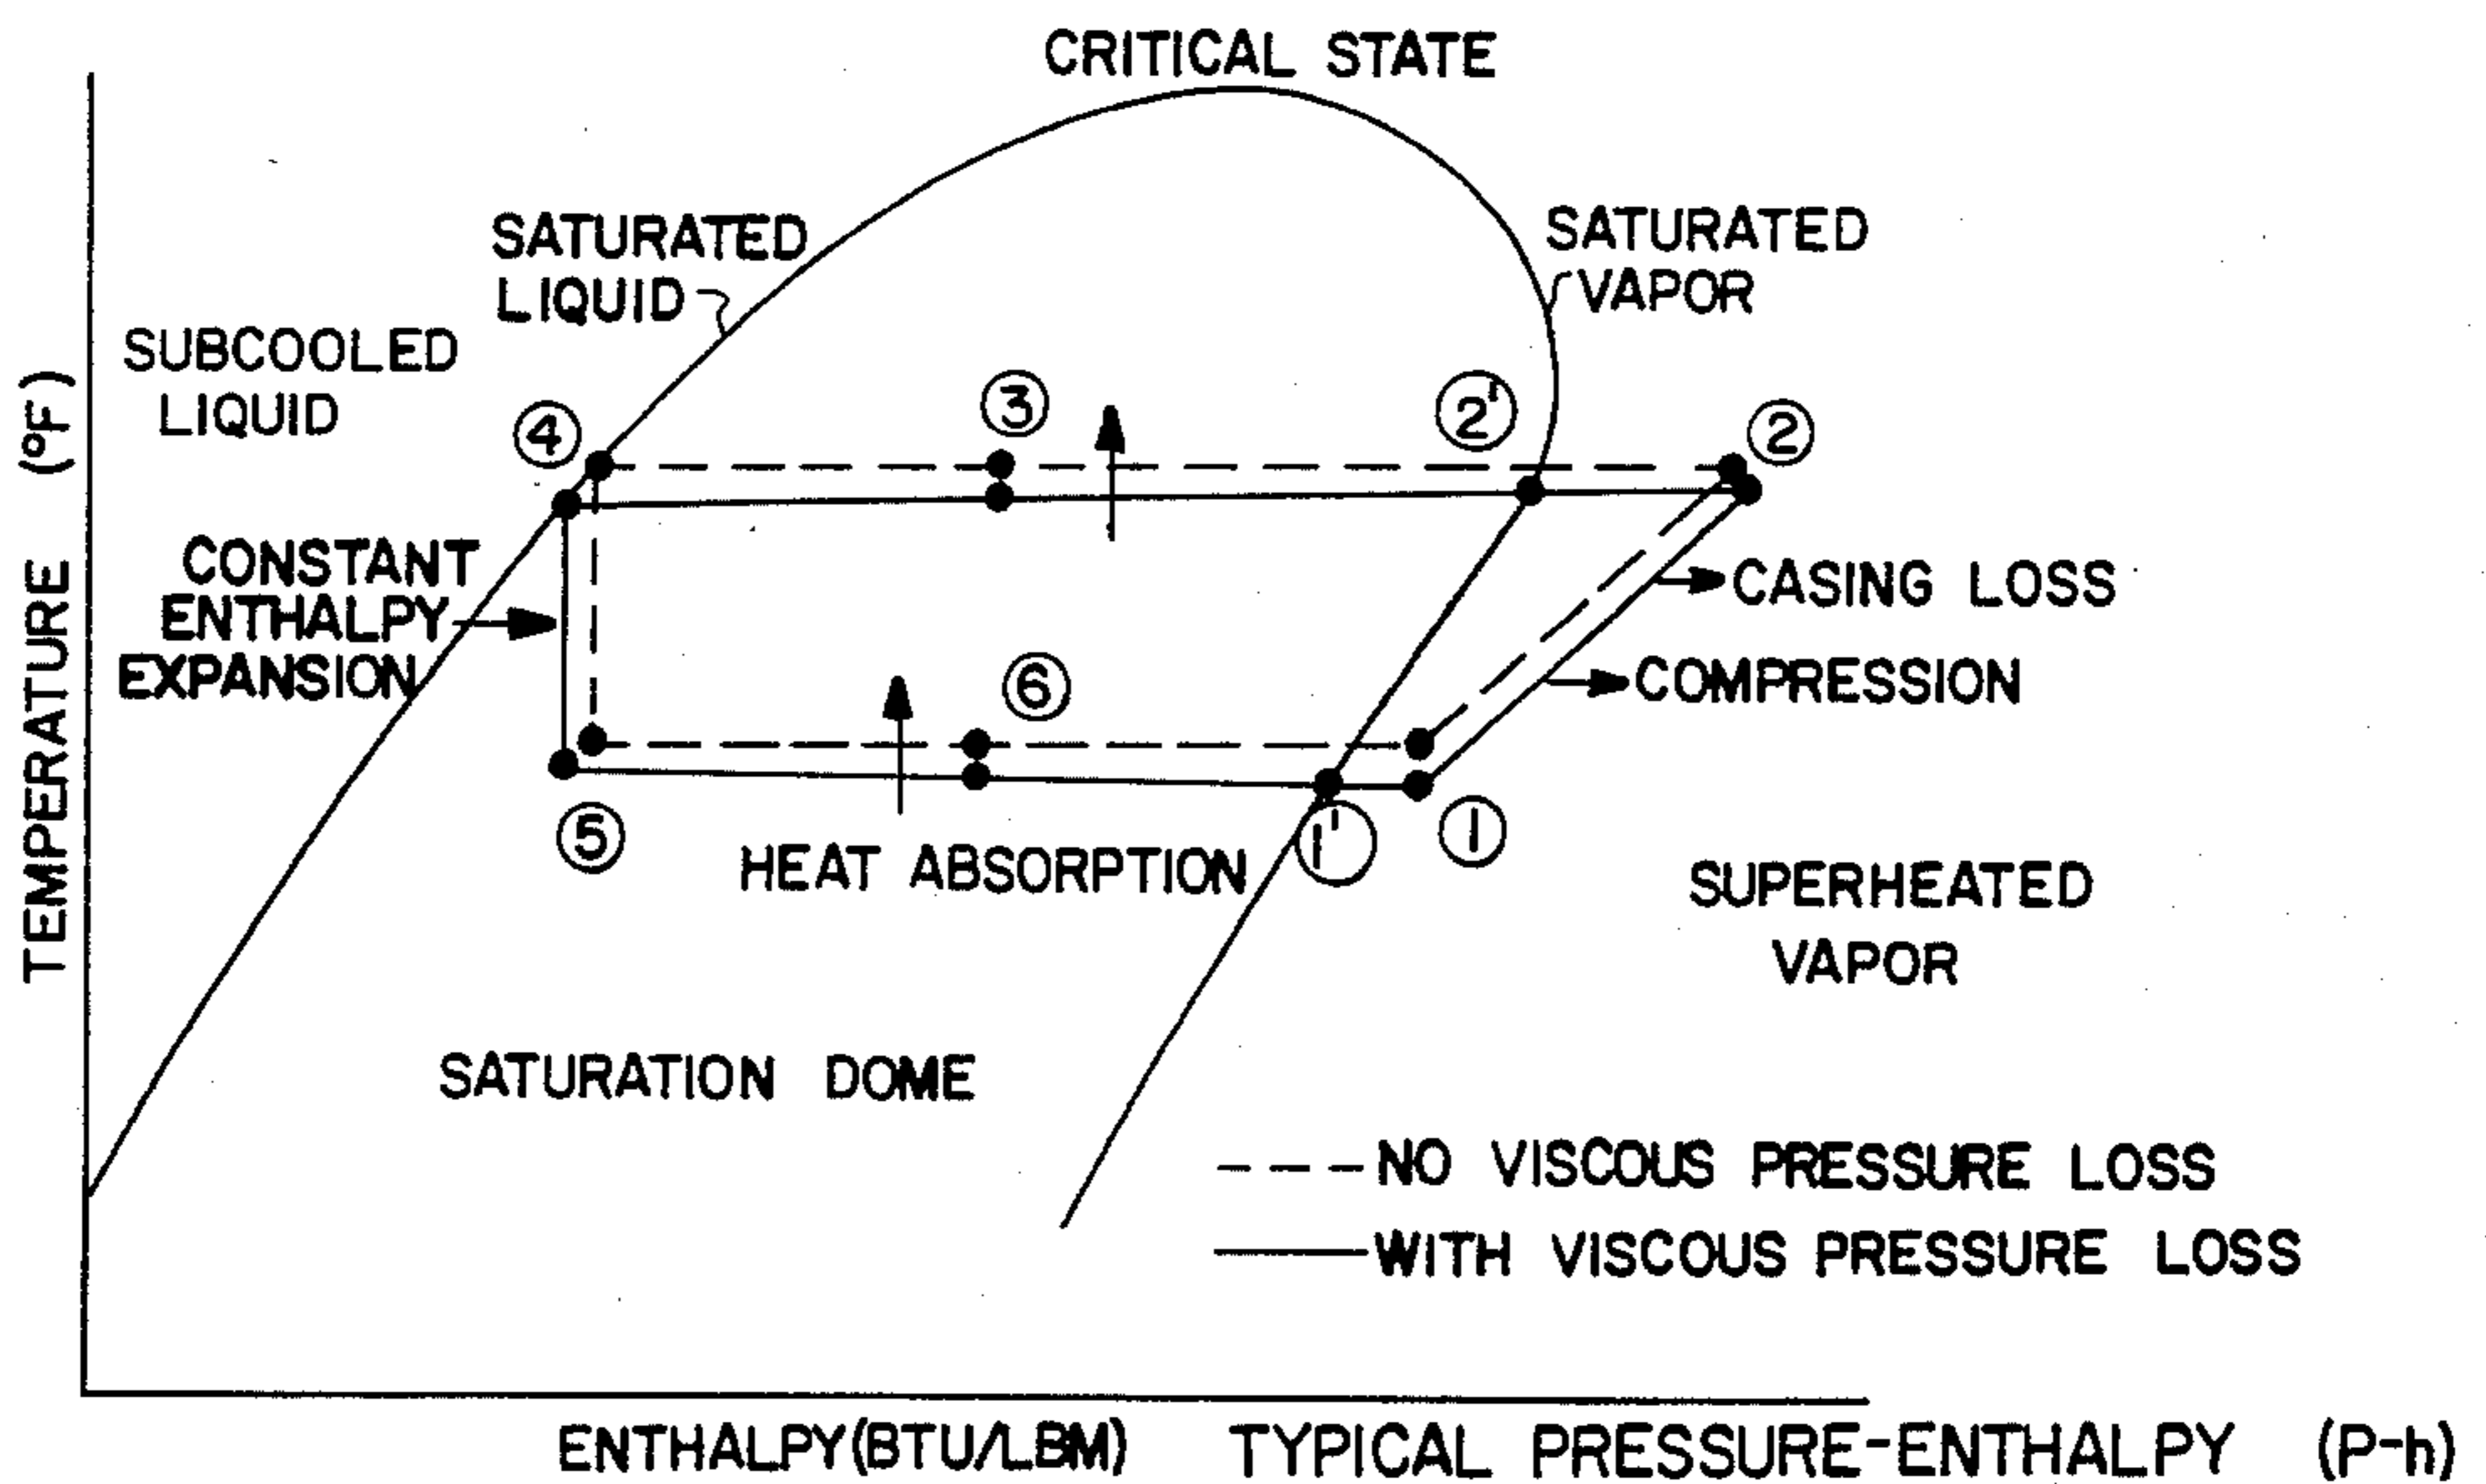 CRITICAL STATE
SATURATED
LIQUID
SATURATED
VAPOR
SUBCOOLED
LIQUID
TEMPERATURE (°F)
④
③
②'
②
CONSTANT
ENTHALPY
EXPANSION
CASING LOSS
COMPRESSION
⑥
⑤
HEAT ABSORPTION
①'
①
SUPERHEATED
VAPOR
SATURATION DOME
NO VISCOUS PRESSURE LOSS
WITH VISCOUS PRESSURE LOSS
ENTHALPY(BTU/LBM)
TYPICAL PRESSURE-ENTHALPY (P-h)